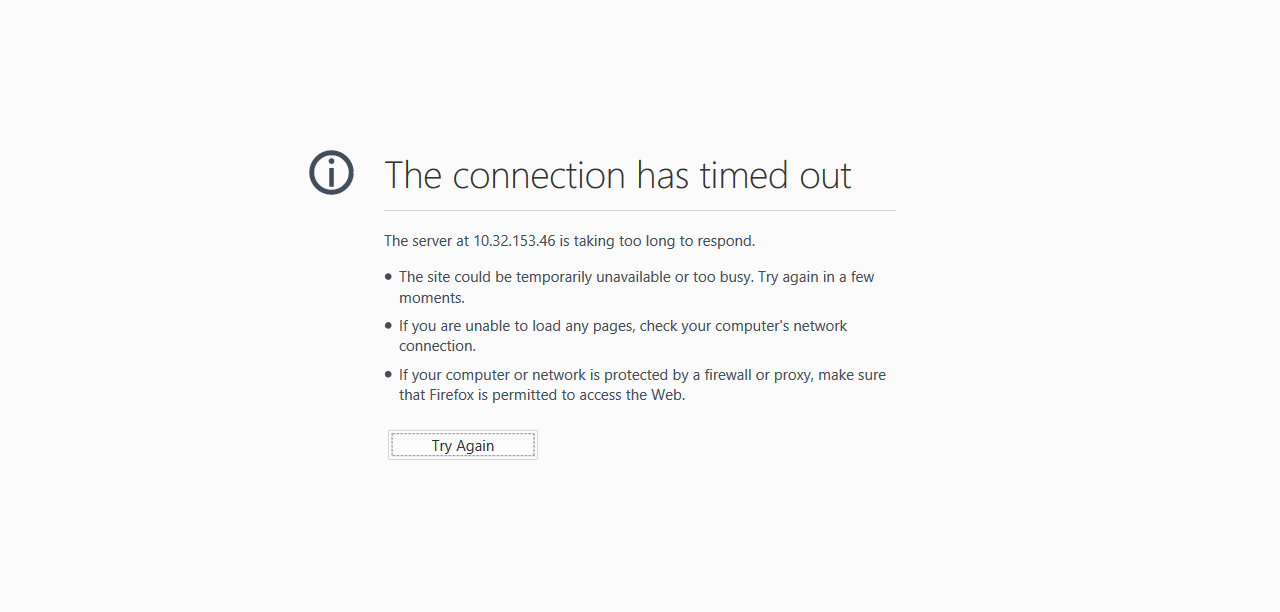 The connection has timed out
The server at 10.32.153.46 is taking too long to respond.
The site could be temporarily unavailable or too busy. Try again in a few
moments.
If you are unable to load any pages, check your computer's network
connection.
If your computer or network is protected by a firewall or proxy, make sure
that Firefox is permitted to access the Web.
Try Again